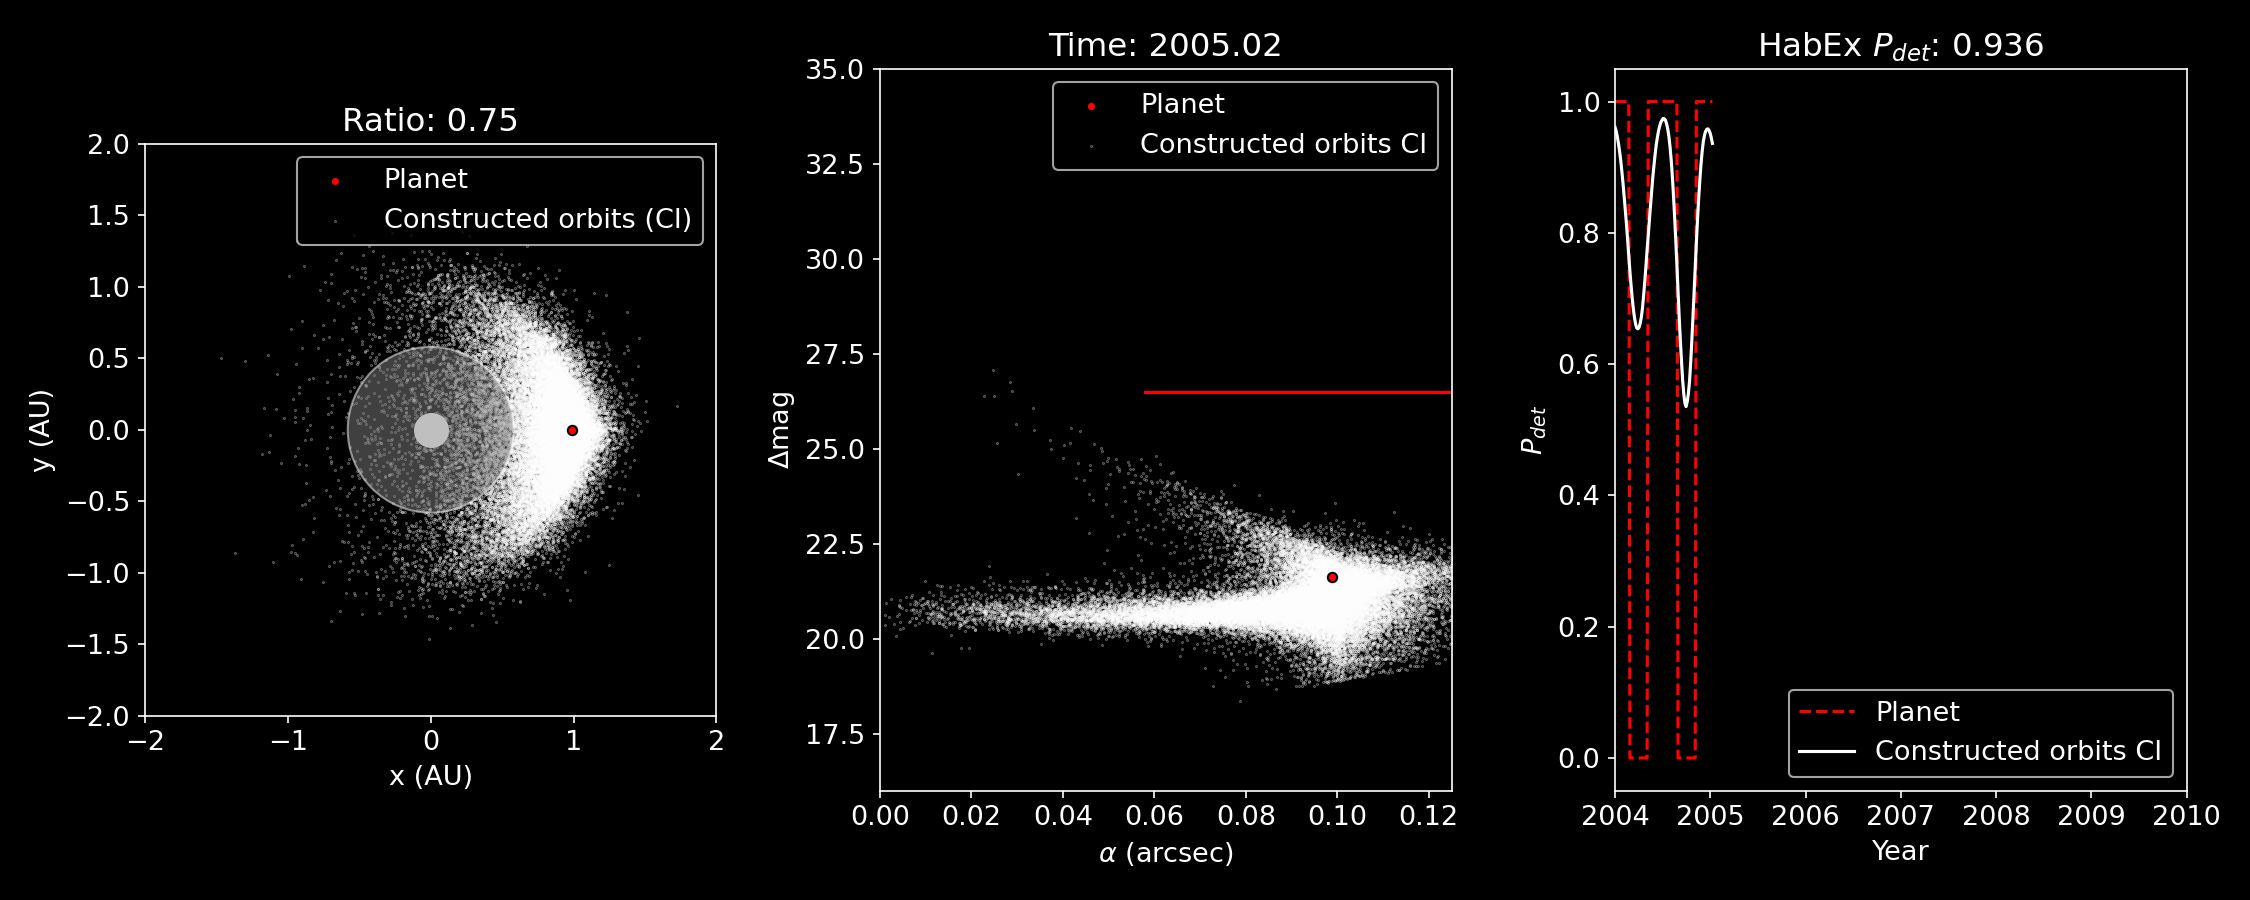 Ratio: 0.75
Planet
Constructed orbits (CI)
2.0
1.5
1.0
0.5
0.0
−0.5
−1.0
−1.5
−2.0
−2
−1
0
1
2
x (AU)
y (AU)
Time: 2005.02
Planet
Constructed orbits CI
35.0
32.5
30.0
27.5
25.0
22.5
20.0
17.5
0.00
0.02
0.04
0.06
0.08
0.10
0.12
α (arcsec)
Δmag
HabEx P_det: 0.936
1.0
0.8
0.6
0.4
0.2
0.0
P_det
Planet
Constructed orbits CI
2004
2005
2006
2007
2008
2009
2010
Year